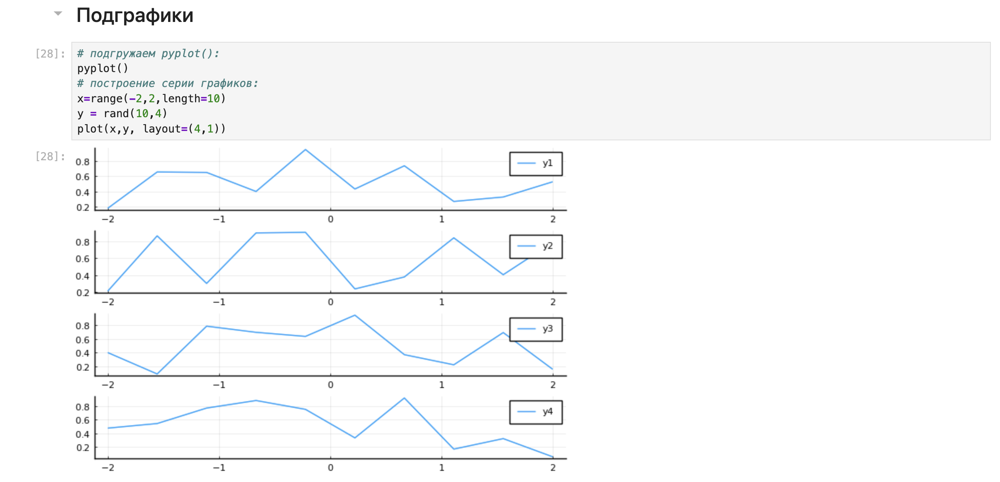 Подграфики
[28]:
# подгружаем pyplot():
pyplot()
# построение серии графиков:
x=range(-2,2,length=10)
y = rand(10,4)
plot(x,y, layout=(4,1))
[28]:
0.8
0.6
0.4
0.2
y1
−2 −1 0 1 2
0.8
0.6
0.4
0.2
y2
−2 −1 0 1 2
0.8
0.6
0.4
0.2
y3
−2 −1 0 1 2
0.8
0.6
0.4
0.2
y4
−2 −1 0 1 2